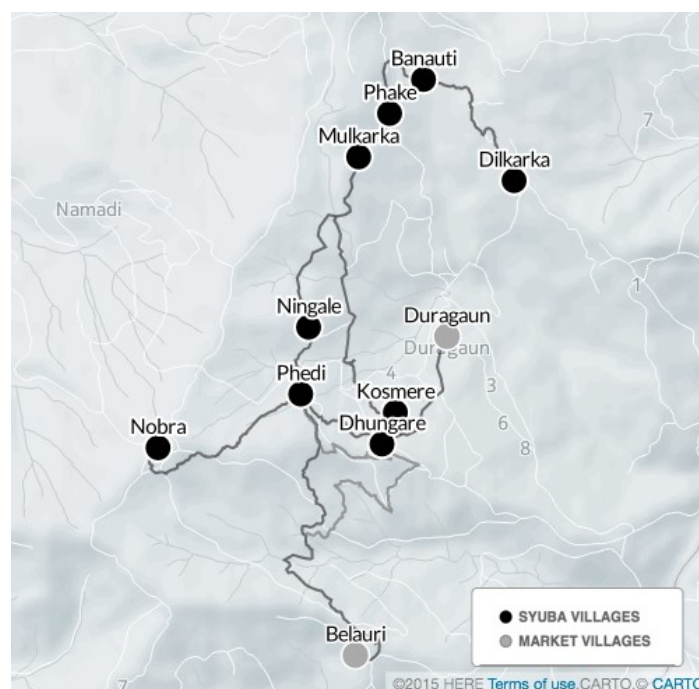 Banauti
Phake
7
Mulkarka
Dilkarka
Namadi
1
Ningale
Duragaun
Duragaun
Phedi
4
Kosmere
3
Dhungare
6
Nobra
8
SYUBA VILLAGES
MARKET VILLAGES
Belauri
7
©2015 HERE Terms of use,CARTO,© CARTO